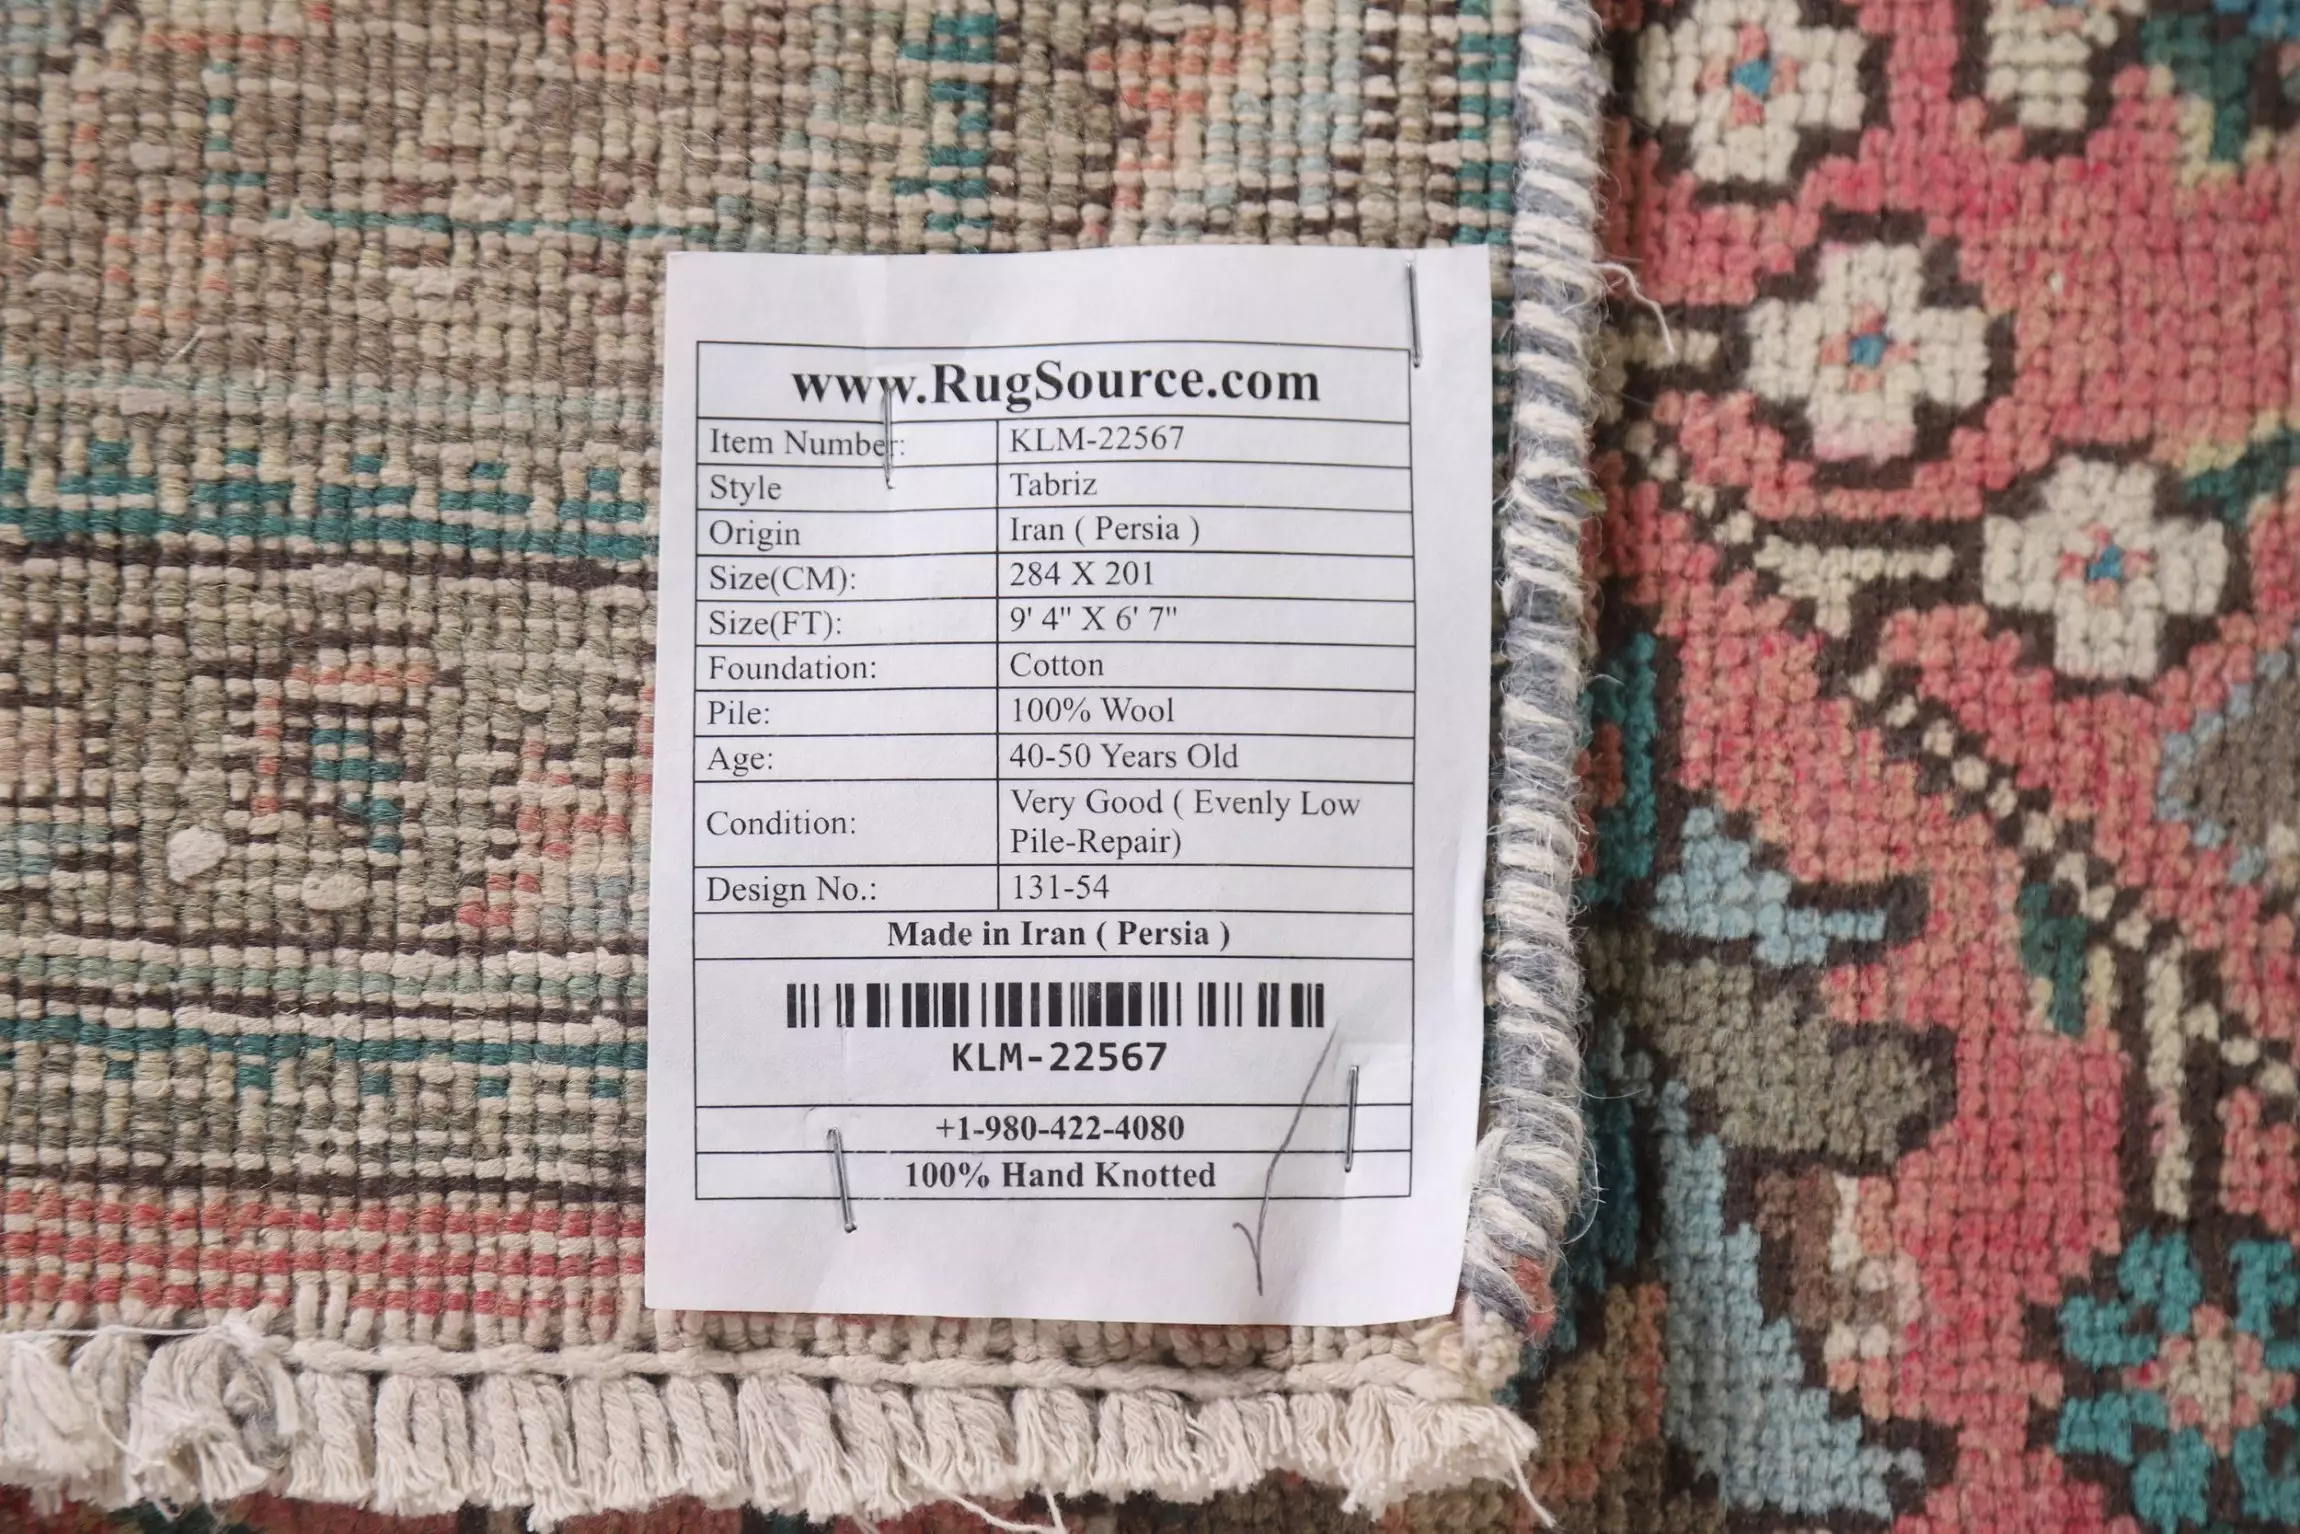 www.RugSource.com
Item Number: KLM-22567
Style Tabriz
Origin Iran ( Persia )
Size(CM): 284 X 201
Size(FT): 9' 4" X 6' 7"
Foundation: Cotton
Pile: 100% Wool
Age: 40-50 Years Old
Condition: Very Good ( Evenly Low
Pile-Repair)
Design No.: 131-54
Made in Iran ( Persia )
KLM-22567
+1-980-422-4080
100% Hand Knotted